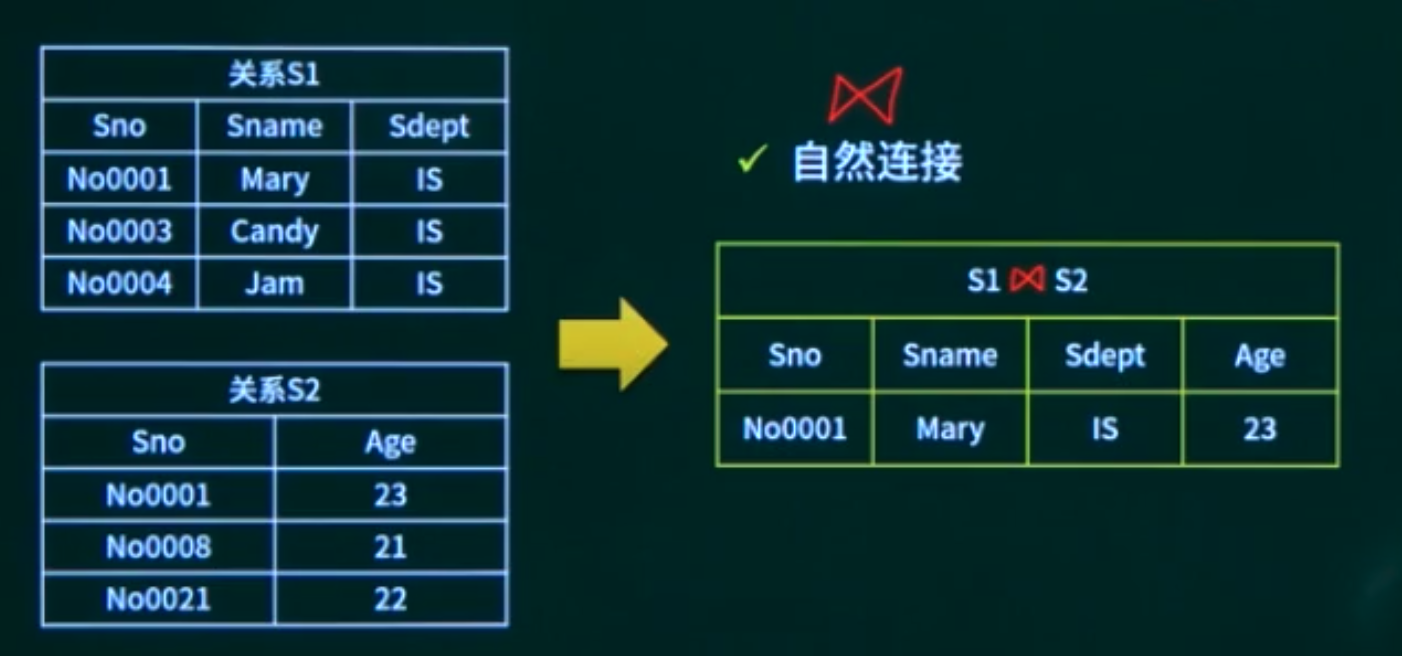 关系S1
Sno Sname Sdept
No0001 Mary IS
No0003 Candy IS
No0004 Jam IS
关系S2
Sno Age
No0001 23
No0008 21
No0021 22
⋈
✓ 自然连接
S1 ⋈ S2
Sno Sname Sdept Age
No0001 Mary IS 23